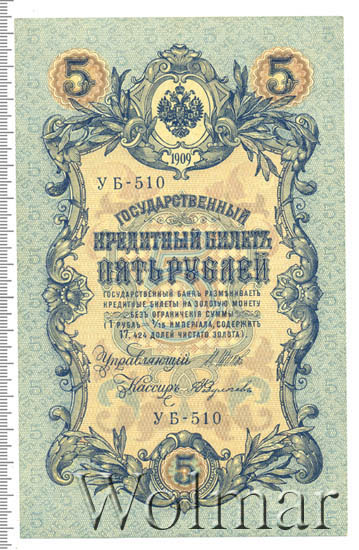 5 5
1909
УБ-510
ГОСУДАРСТВЕННЫЙ
КРЕДИТНЫЙ БИЛЕТЪ
ПЯТЬ РУБЛЕЙ
ГОСУДАРСТВЕННЫЙ БАНКЪ РАЗМѢНИВАЕТЪ
КРЕДИТНЫЕ БИЛЕТЫ НА ЗОЛОТУЮ МОНЕТУ
БЕЗЪ ОГРАНИЧЕНІЯ СУММЫ
(1 РУБЛЬ = 1/15 ИМПЕРІАЛА, СОДЕРЖИТЪ
17,424 ДОЛЕЙ ЧИСТАГО ЗОЛОТА).
Управляющій
Кассиръ
УБ-510
5
Wolmar